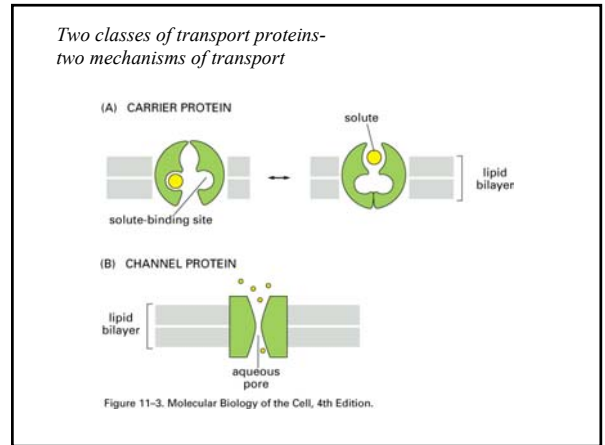 Two classes of transport proteins-
two mechanisms of transport
(A) CARRIER PROTEIN
solute
lipid
bilayer
solute-binding site
(B) CHANNEL PROTEIN
lipid
bilayer
aqueous
pore
Figure 11–3. Molecular Biology of the Cell, 4th Edition.